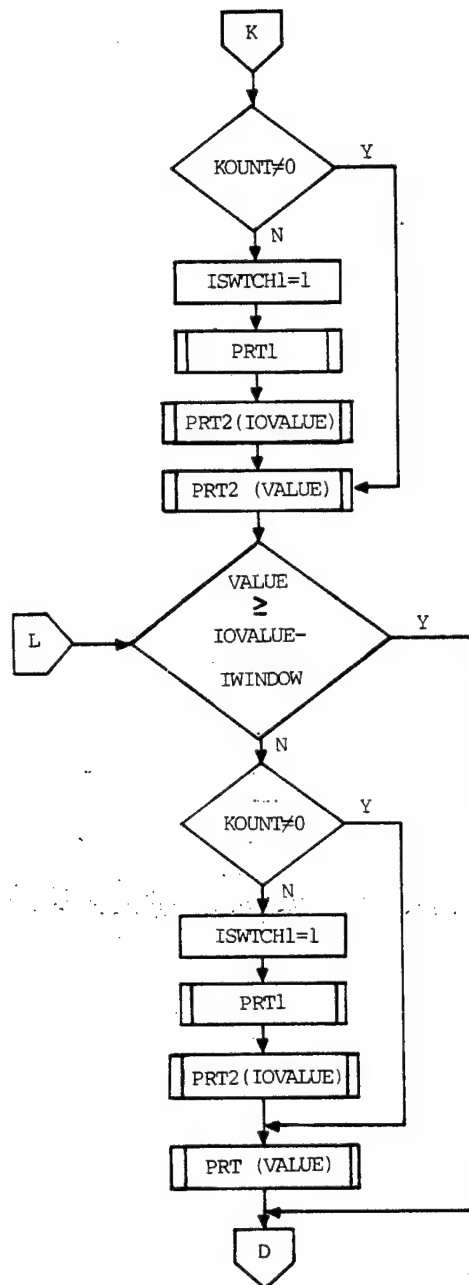 K
KOUNT≠0
Y
N
ISWTCH1=1
PRT1
PRT2(IOVALUE)
PRT2 (VALUE)
VALUE
≥
IOVALUE-
IWINDOW
L
Y
N
KOUNT≠0
Y
N
ISWTCH1=1
PRT1
PRT2(IOVALUE)
PRT (VALUE)
D